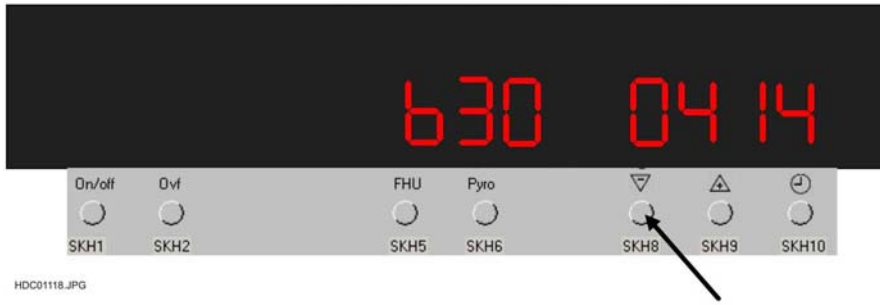 b30 0414
On/off Ovf FHU Pyro
SKH1 SKH2 SKH5 SKH6 SKH8 SKH9 SKH10
HDC01118.JPG